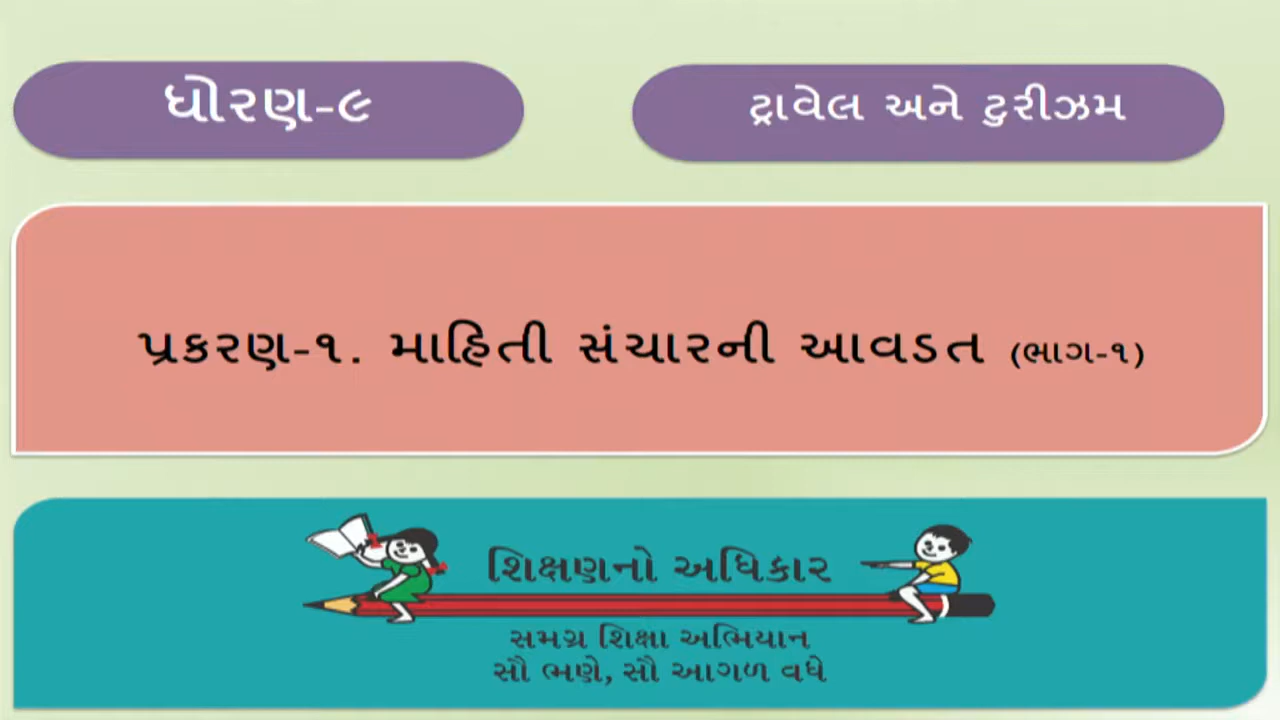 ધોરણ-૯
ટ્રાવેલ અને ટુરીઝમ
પ્રકરણ-૧. માહિતી સંચારની આવડત (ભાગ-૧)
શિક્ષણનો અધિકાર
સમગ્ર શિક્ષા અભિયાન
સૌ ભણે, સૌ આગળ વધે